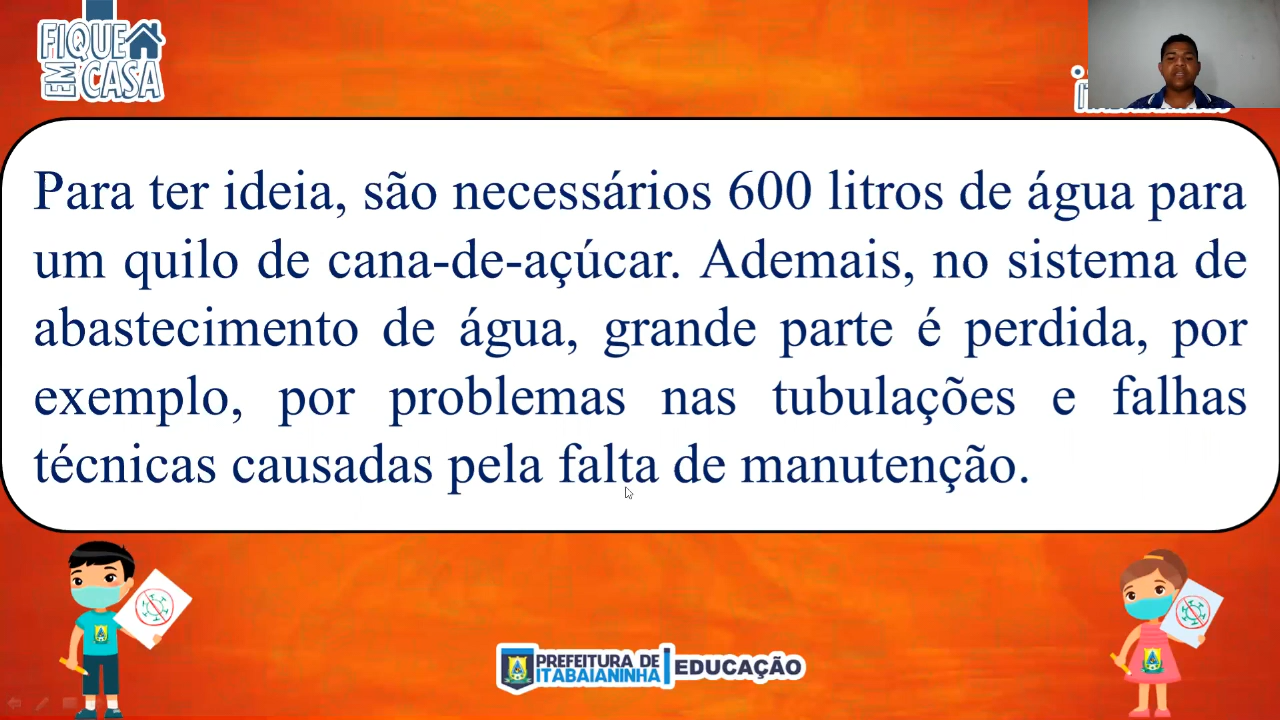 FIQUE
EM CASA
Para ter ideia, são necessários 600 litros de água para
um quilo de cana-de-açúcar. Ademais, no sistema de
abastecimento de água, grande parte é perdida, por
exemplo, por problemas nas tubulações e falhas
técnicas causadas pela falta de manutenção.
PREFEITURA DE
ITABAIANINHA
EDUCAÇÃO